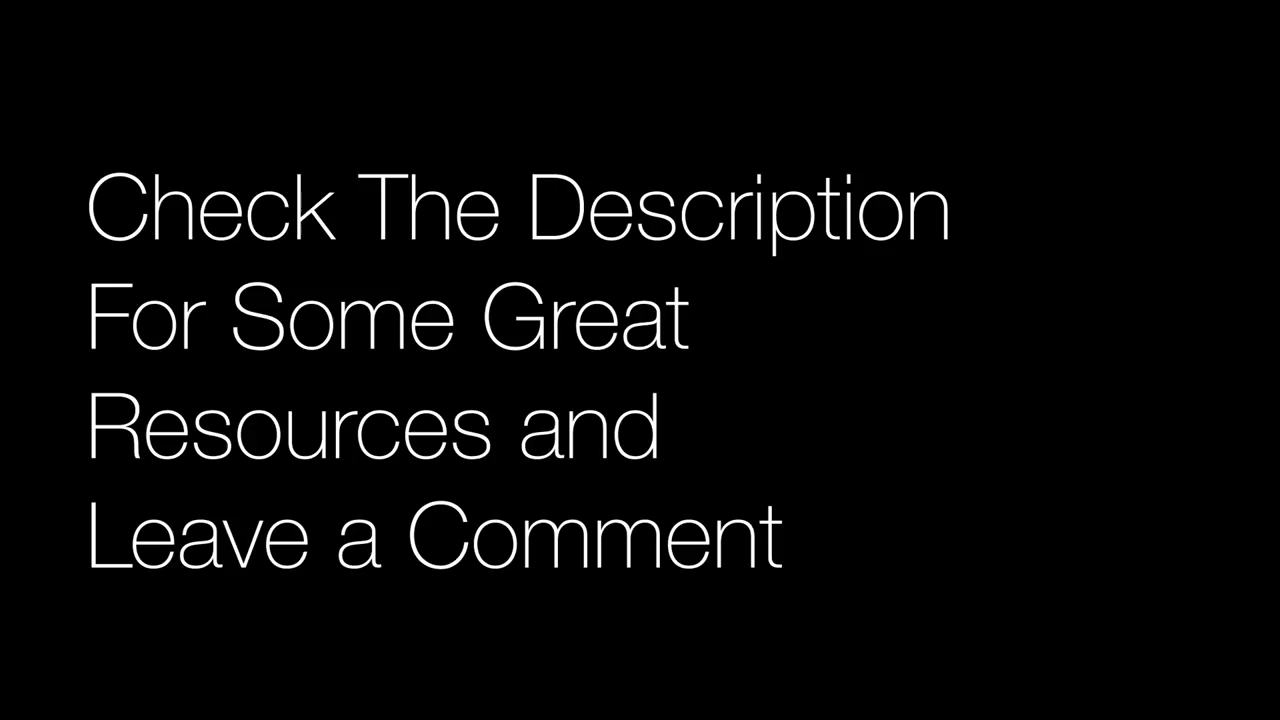 Check The Description
For Some Great
Resources and
Leave a Comment